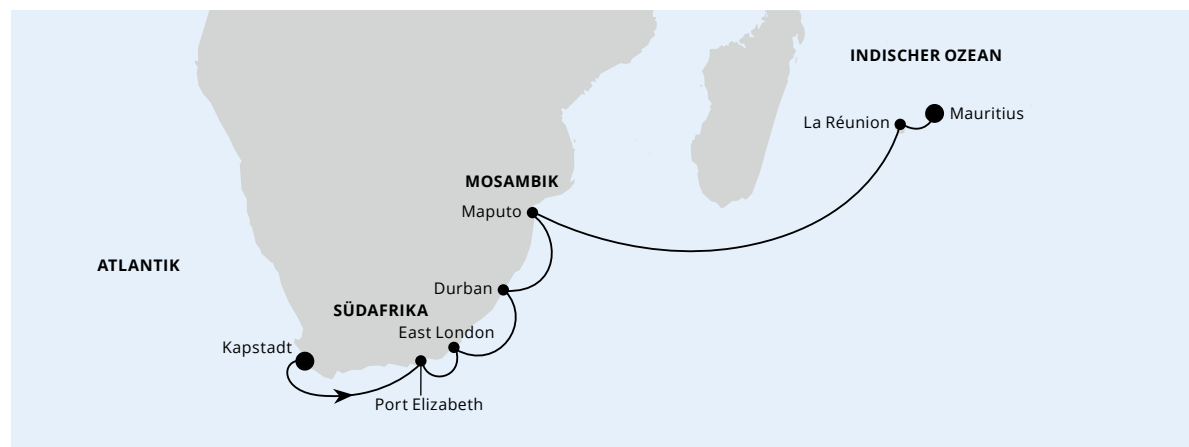 INDISCHER OZEAN
Mauritius
La Réunion
MOSAMBIK
Maputo
ATLANTIK
Durban
SÜDAFRIKA
East London
Kapstadt
Port Elizabeth